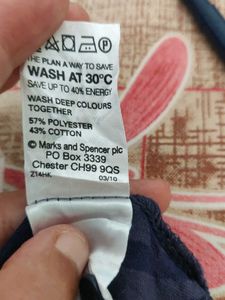 THE PLAN A WAY TO SAVE
WASH AT 30°C
SAVE UP TO 40% ENERGY
WASH DEEP COLOURS
TOGETHER
57% POLYESTER
43% COTTON
© Marks and Spencer plc
PO Box 3339
Chester CH99 9QS
Z14HK 03/10